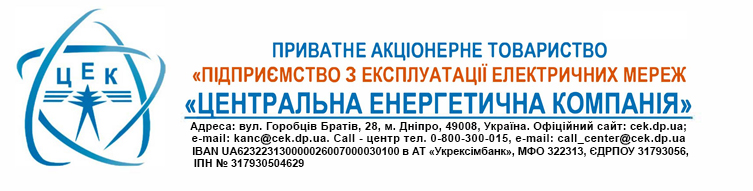 ЦЕК
ПРИВАТНЕ АКЦІОНЕРНЕ ТОВАРИСТВО
«ПІДПРИЄМСТВО З ЕКСПЛУАТАЦІЇ ЕЛЕКТРИЧНИХ МЕРЕЖ
«ЦЕНТРАЛЬНА ЕНЕРГЕТИЧНА КОМПАНІЯ»
Адреса: вул. Горобців Братів, 28, м. Дніпро, 49008, Україна. Офіційний сайт: cek.dp.ua;
e-mail: kanc@cek.dp.ua. Call - центр тел. 0-800-300-015, e-mail: call_center@cek.dp.ua
IBAN UA623223130000026007000030100 в АТ «Укрексімбанк», МФО 322313, ЄДРПОУ 31793056,
ІПН № 317930504629